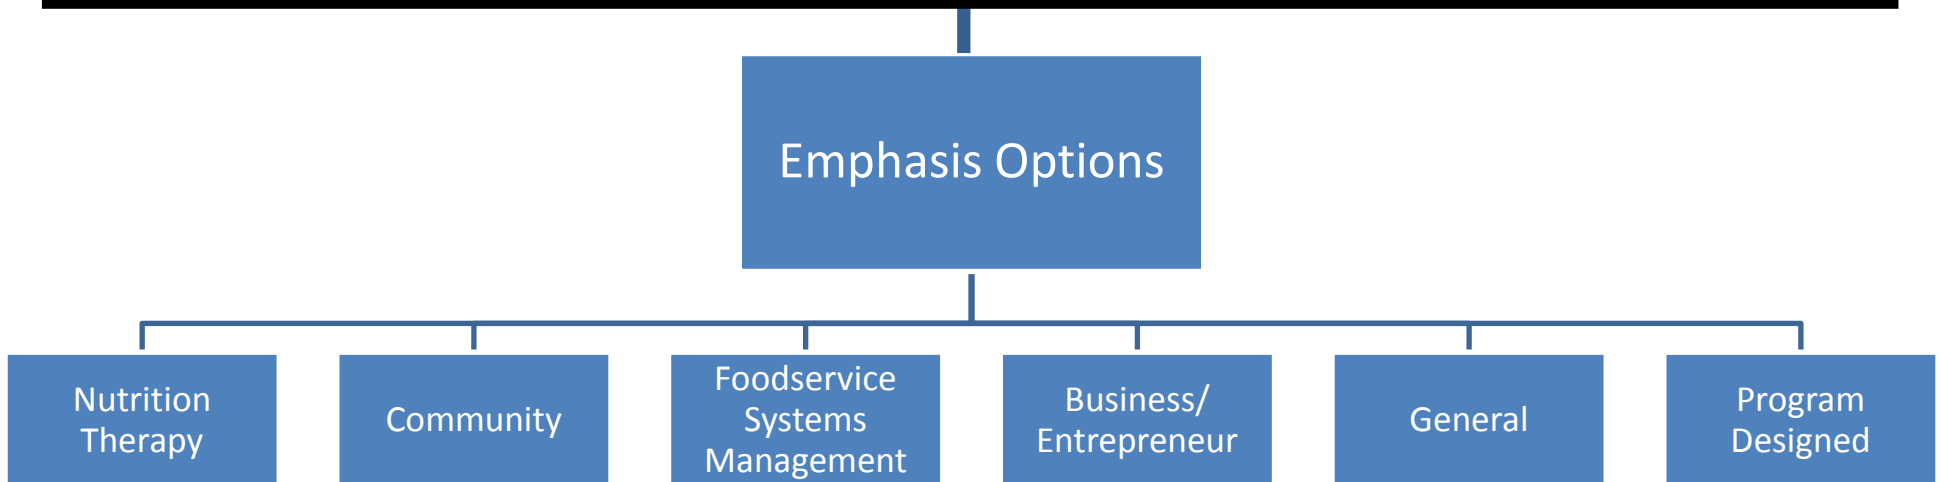 Emphasis Options
Nutrition
Therapy
Community
Foodservice
Systems
Management
Business/
Entrepreneur
General
Program
Designed